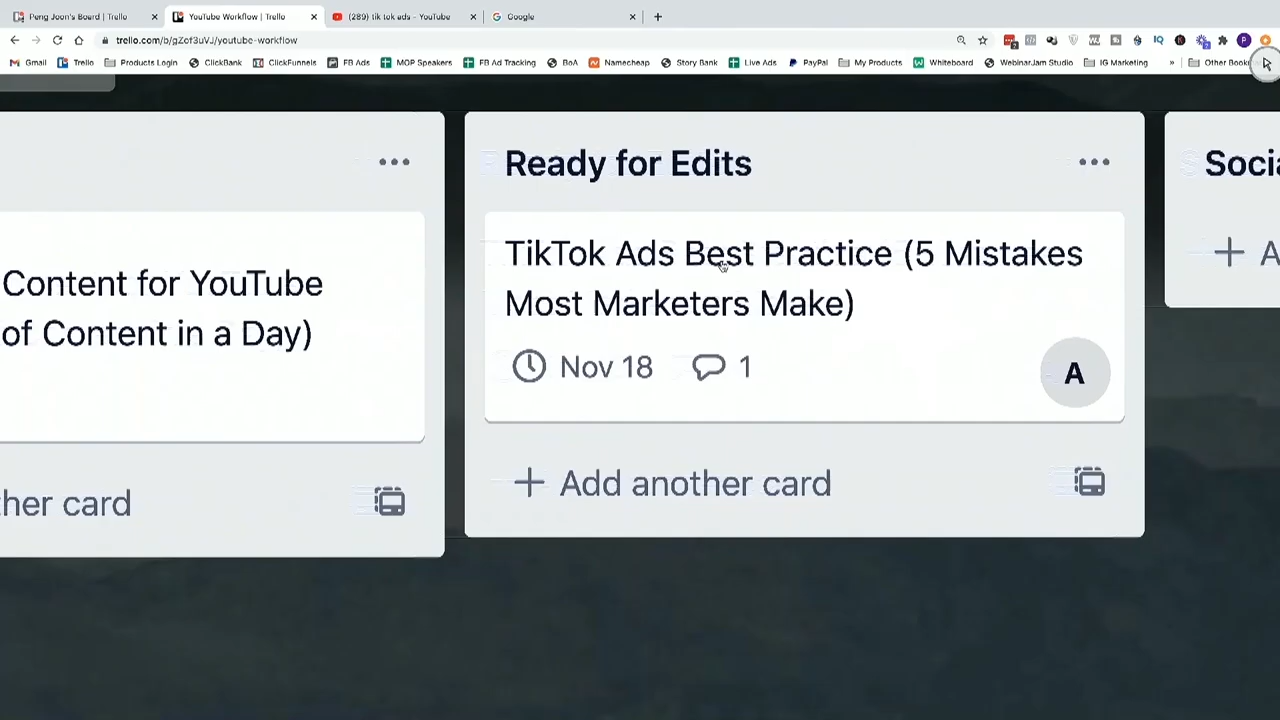 Peng Joon's Board | Trello
YouTube Workflow | Trello
(289) tik tok ads - YouTube
Google
trello.com/b/gZof3uVJ/youtube-workflow
Gmail Trello Products Login ClickBank ClickFunnels FB Ads MOP Speakers FB Ad Tracking BoA Namecheap Story Bank Live Ads PayPal My Products Whiteboard WebinarJam Studio IG Marketing » Other Book
Content for YouTube
of Content in a Day)
her card
Ready for Edits
TikTok Ads Best Practice (5 Mistakes
Most Marketers Make)
Nov 18 1
A
+ Add another card
Socia
+ A